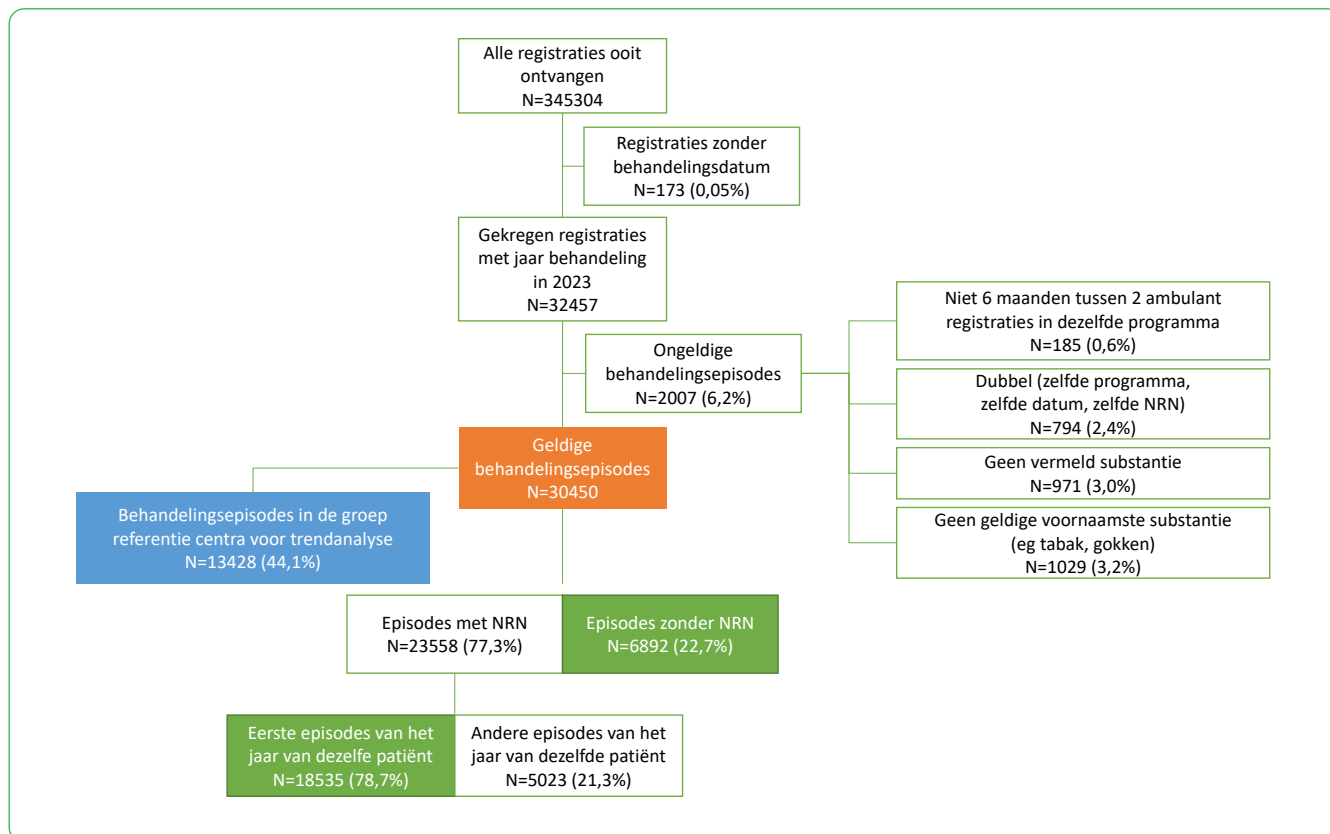 Alle registraties ooit
ontvangen
N=345304
Registraties zonder
behandelingsdatum
N=173 (0,05%)
Gekregen registraties
met jaar behandeling
in 2023
N=32457
Ongeldige
behandelingsepisodes
N=2007 (6,2%)
Niet 6 maanden tussen 2 ambulant
registraties in dezelfde programma
N=185 (0,6%)
Dubbel (zelfde programma,
zelfde datum, zelfde NRN)
N=794 (2,4%)
Geen vermeld substantie
N=971 (3,0%)
Geen geldige voornaamste substantie
(eg tabak, gokken)
N=1029 (3,2%)
Geldige
behandelingsepisodes
N=30450
Behandelingsepisodes in de groep
referentie centra voor trendanalyse
N=13428 (44,1%)
Episodes met NRN
N=23558 (77,3%)
Episodes zonder NRN
N=6892 (22,7%)
Eerste episodes van het
jaar van dezelfe patiënt
N=18535 (78,7%)
Andere episodes van het
jaar van dezelfde patiënt
N=5023 (21,3%)